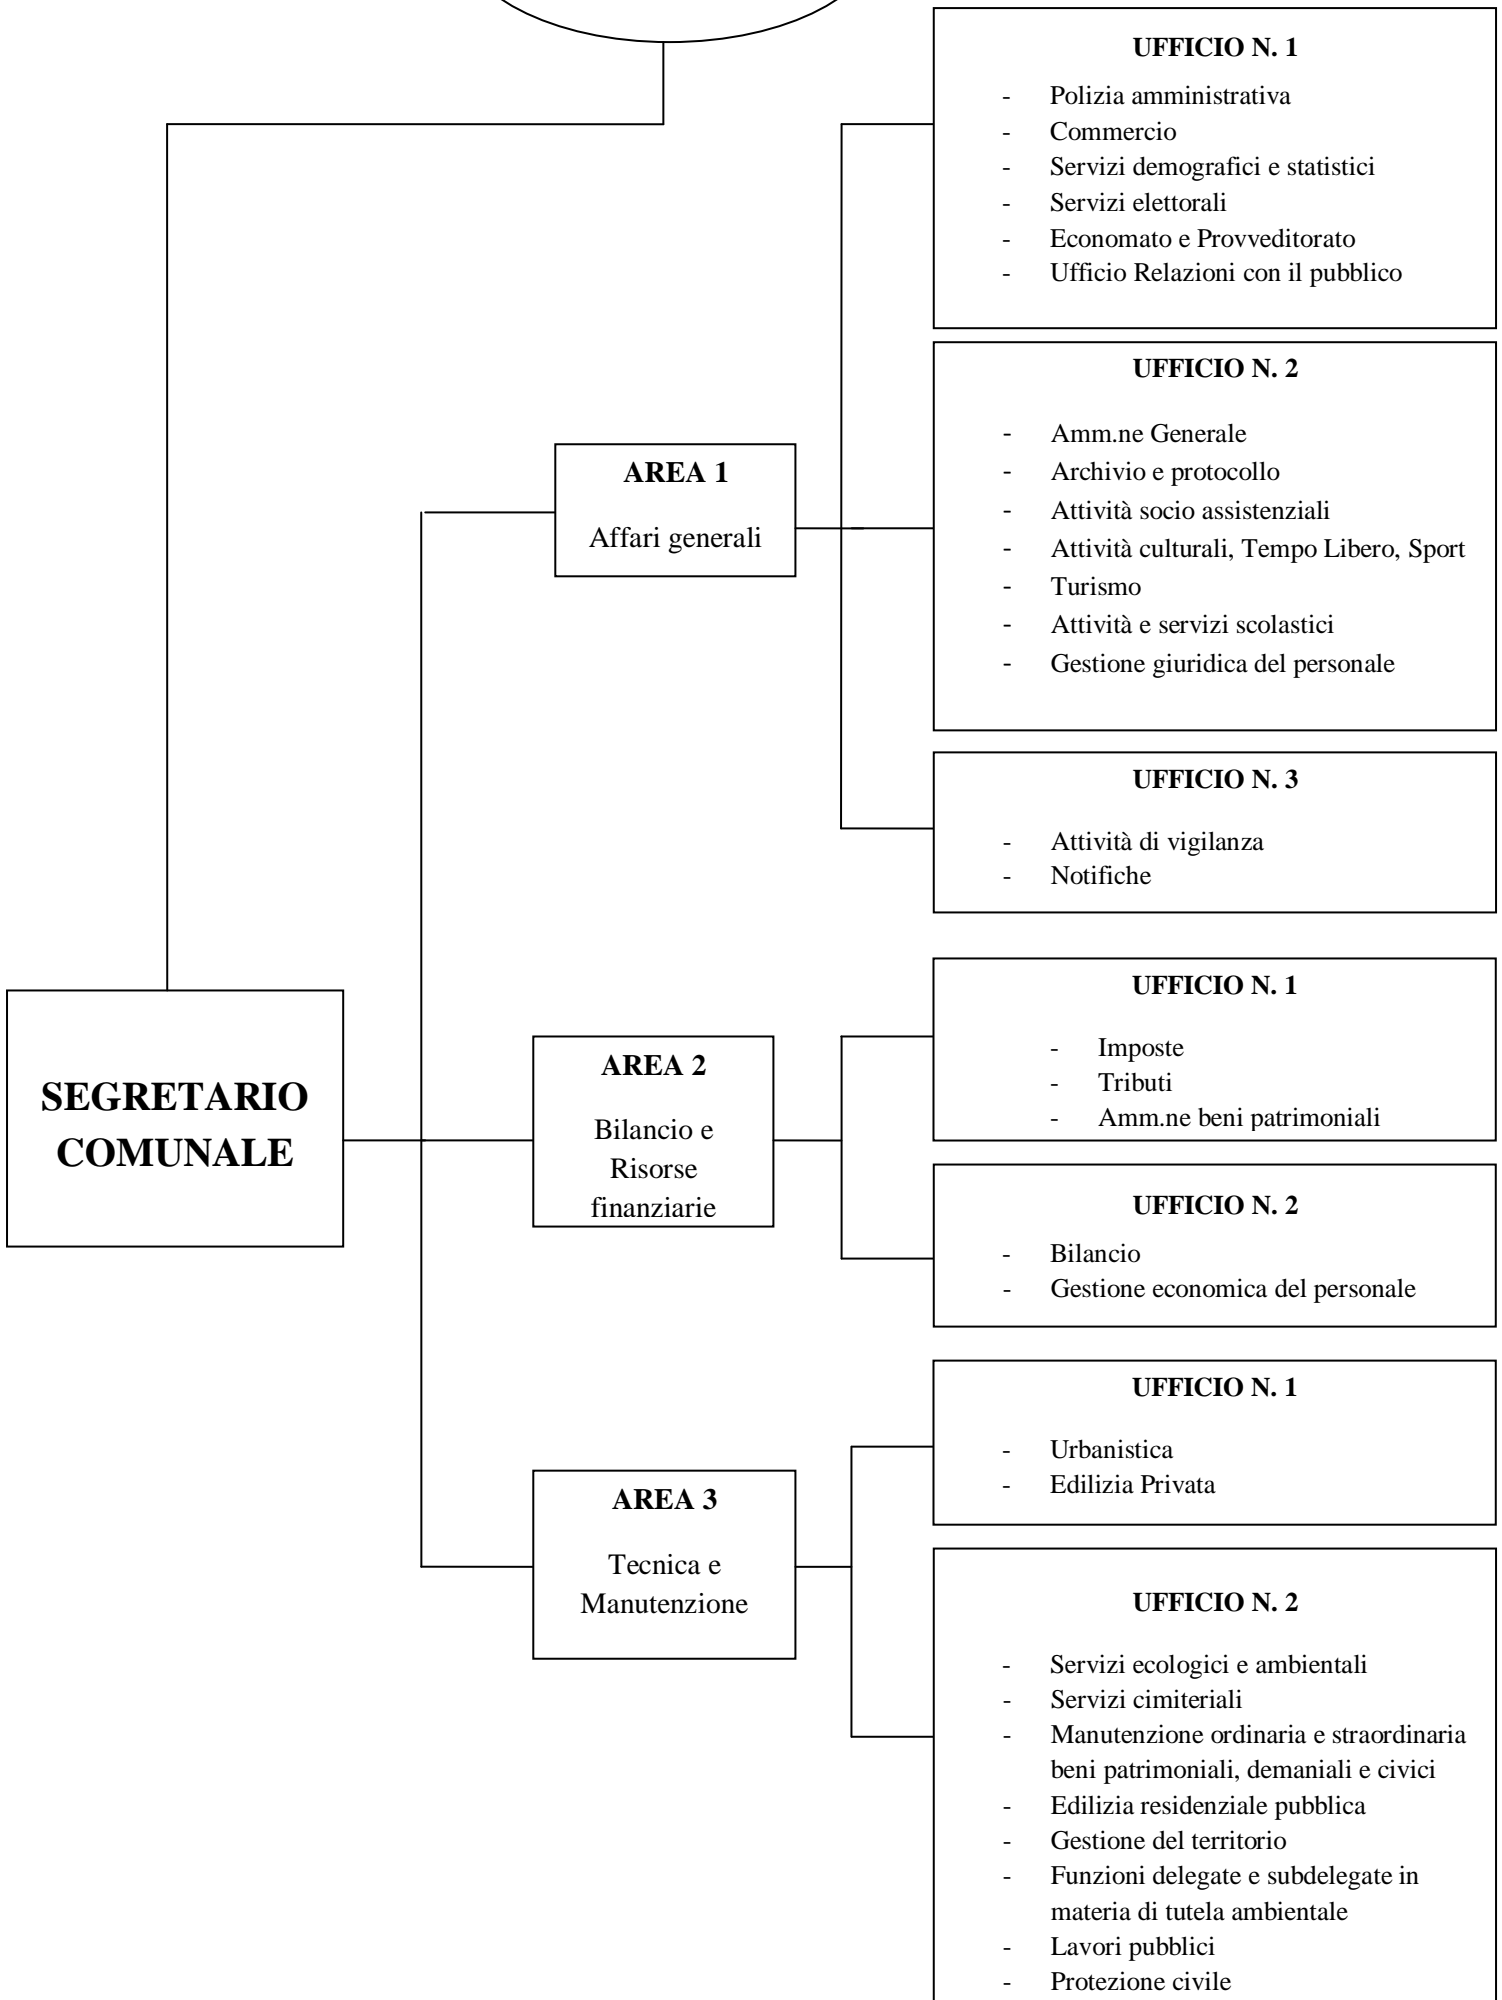 UFFICIO N. 1
- Polizia amministrativa
- Commercio
- Servizi demografici e statistici
- Servizi elettorali
- Economato e Provveditorato
- Ufficio Relazioni con il pubblico
UFFICIO N. 2
- Amm.ne Generale
- Archivio e protocollo
- Attività socio assistenziali
- Attività culturali, Tempo Libero, Sport
- Turismo
- Attività e servizi scolastici
- Gestione giuridica del personale
AREA 1
Affari generali
UFFICIO N. 3
- Attività di vigilanza
- Notifiche
SEGRETARIO
COMUNALE
AREA 2
Bilancio e
Risorse
finanziarie
UFFICIO N. 1
- Imposte
- Tributi
- Amm.ne beni patrimoniali
UFFICIO N. 2
- Bilancio
- Gestione economica del personale
AREA 3
Tecnica e
Manutenzione
UFFICIO N. 1
- Urbanistica
- Edilizia Privata
UFFICIO N. 2
- Servizi ecologici e ambientali
- Servizi cimiteriali
- Manutenzione ordinaria e straordinaria
beni patrimoniali, demaniali e civici
- Edilizia residenziale pubblica
- Gestione del territorio
- Funzioni delegate e subdelegate in
materia di tutela ambientale
- Lavori pubblici
- Protezione civile